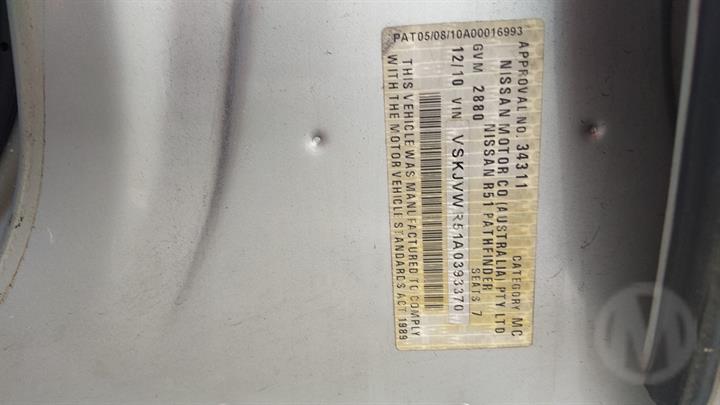 APPROVAL NO. 34311 CATEGORY MC
NISSAN MOTOR CO (AUSTRALIA) PTY LTD
NISSAN R51 PATHFINDER
GVM 2880 SEATS 7
12/10 VIN VSKJVWR51A0393370
THIS VEHICLE WAS MANUFACTURED TO COMPLY
WITH THE MOTOR VEHICLE STANDARDS ACT 1989
PAT05/08/10A00016993
M